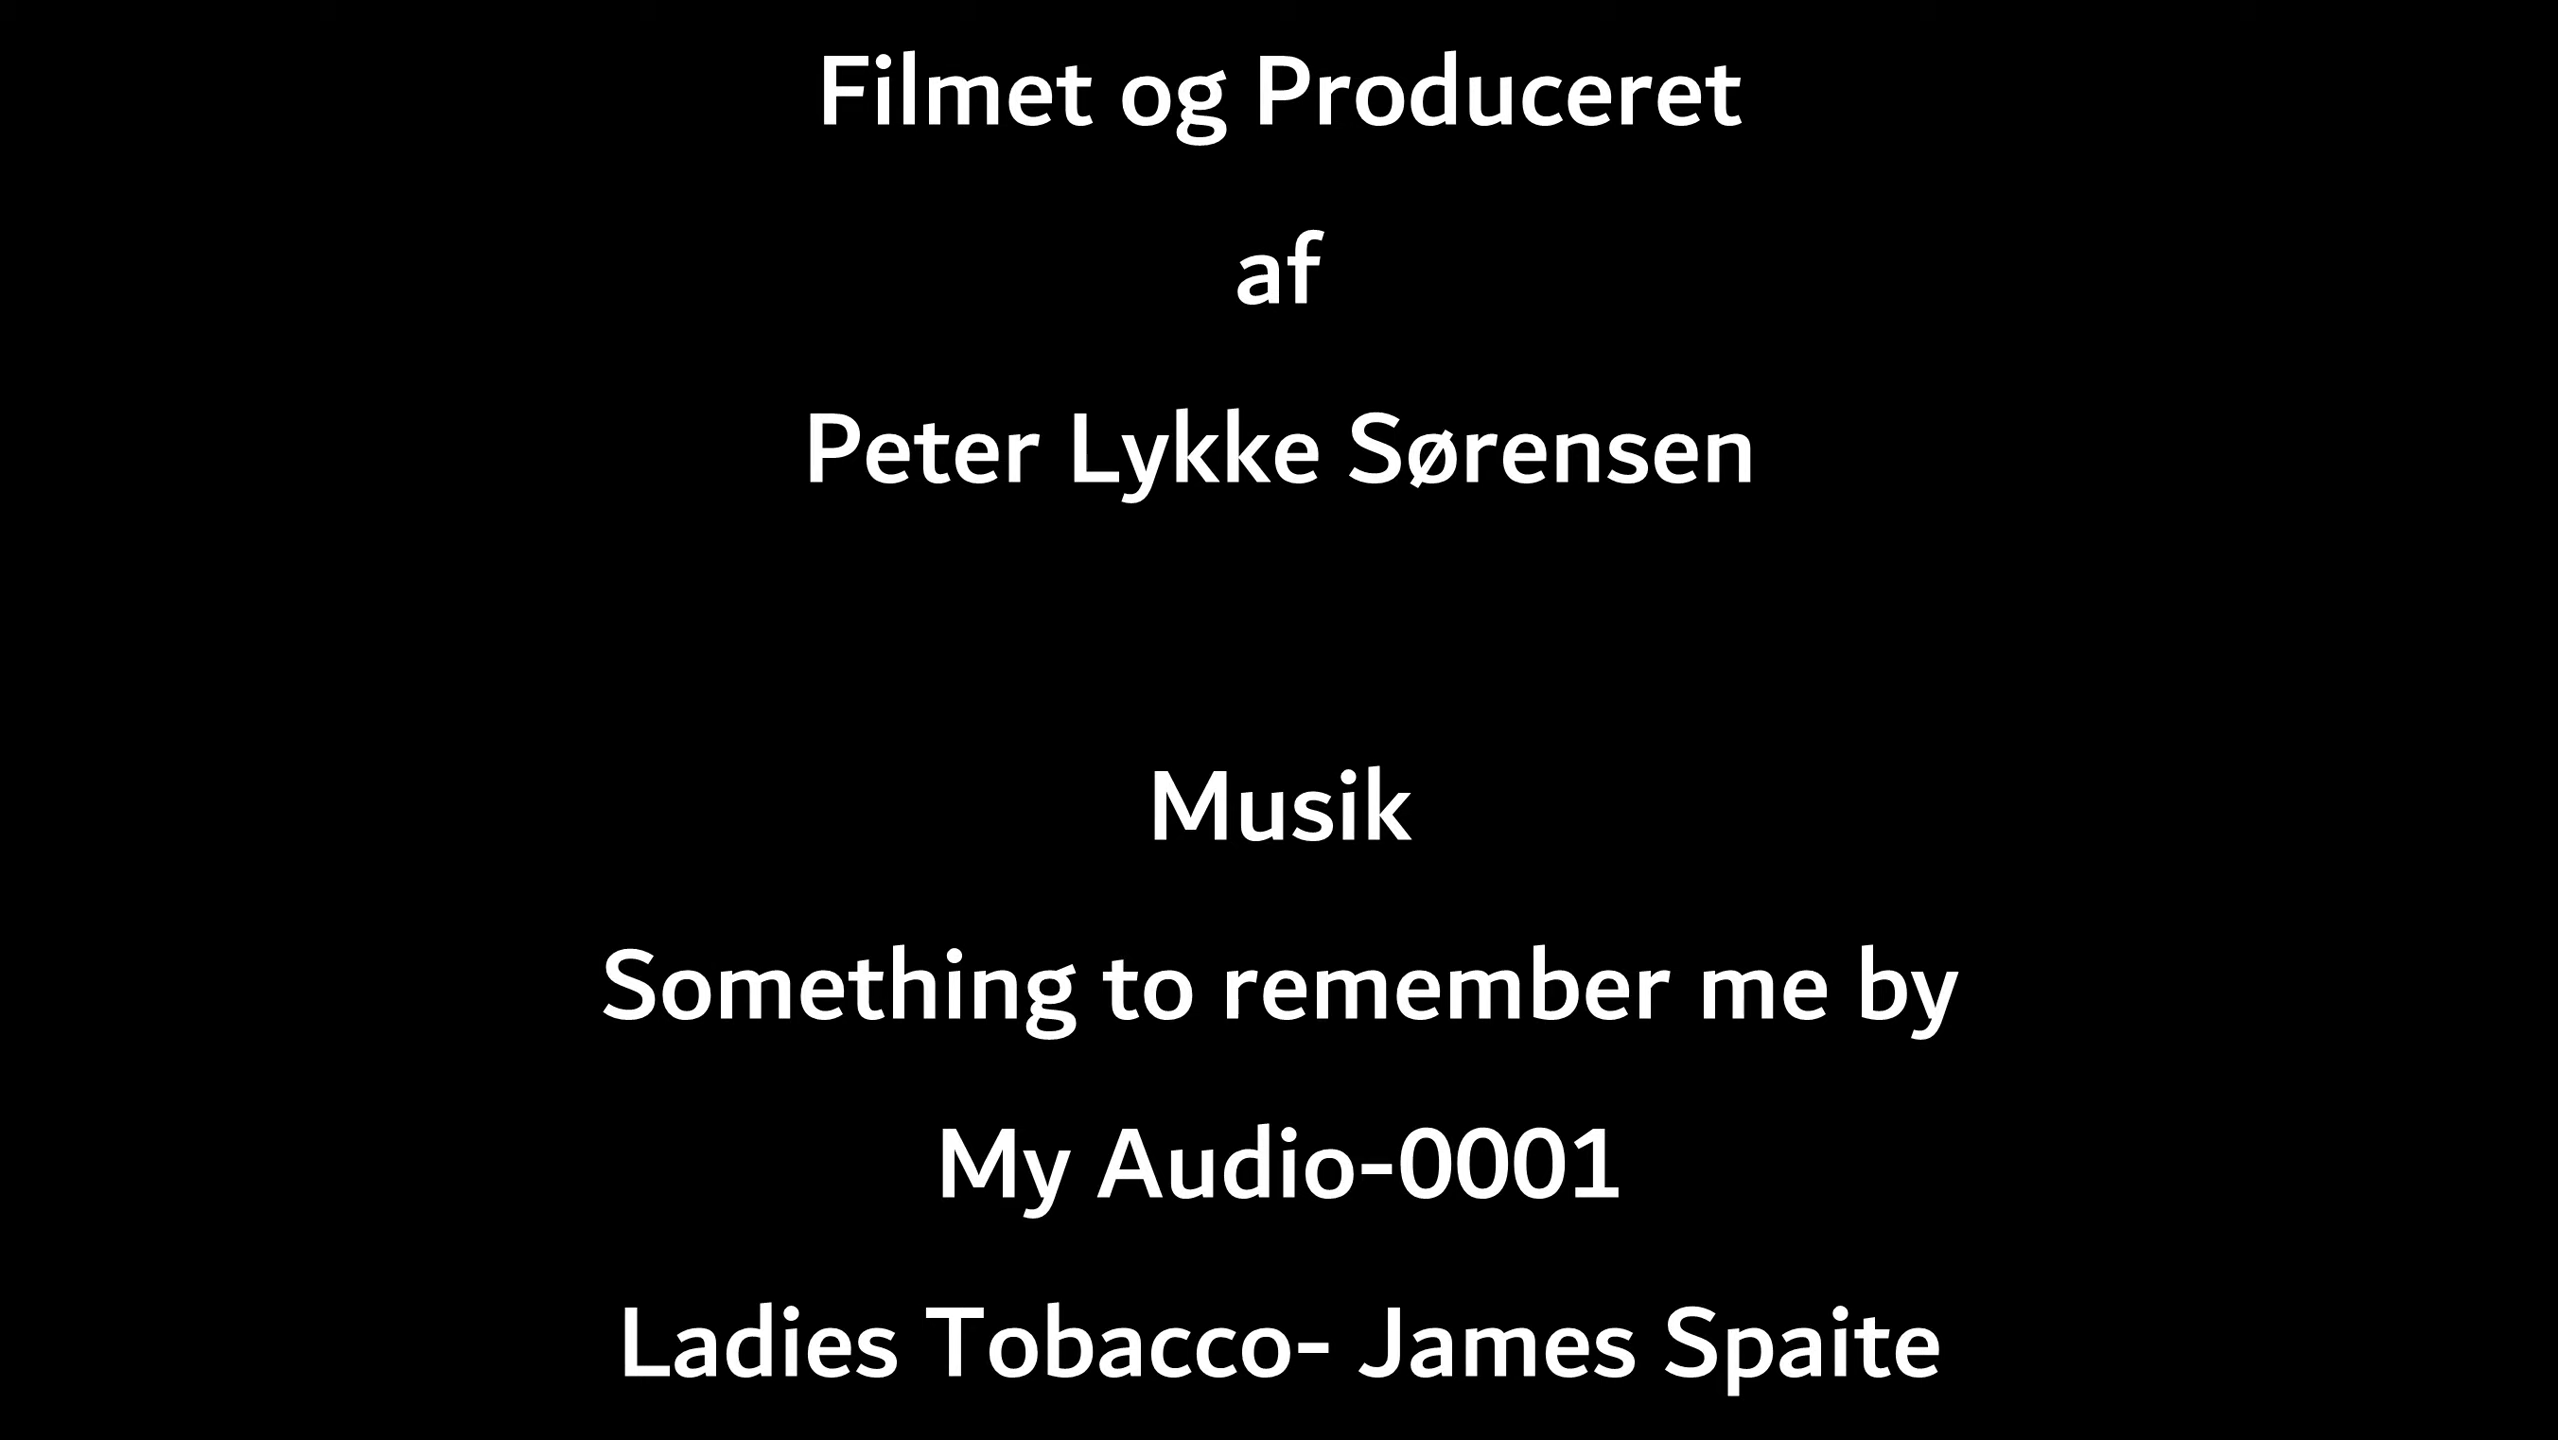 Filmet og Produceret
af
Peter Lykke Sørensen
Musik
Something to remember me by
My Audio-0001
Ladies Tobacco- James Spaite